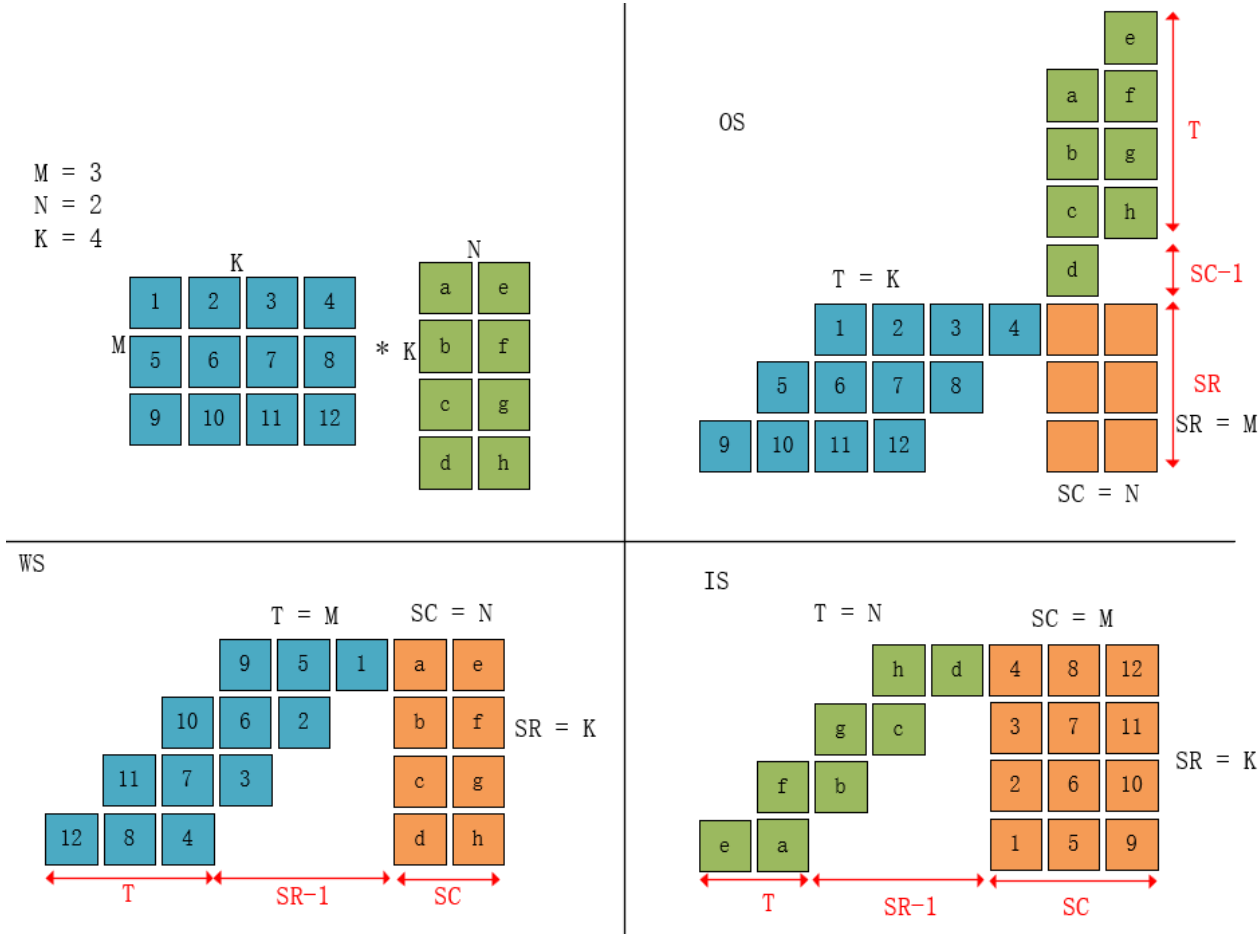 M = 3
N = 2
K = 4
K
N
1 2 3 4
M 5 6 7 8
9 10 11 12
* K
a e
b f
c g
d h
OS
e
a f
b g
c h
d
T
SC-1
T = K
1 2 3 4
5 6 7 8
9 10 11 12
SR
SR = M
SC = N
WS
T = M
SC = N
9 5 1 a e
10 6 2 b f
11 7 3 c g
12 8 4 d h
SR = K
T
SR-1
SC
IS
T = N
SC = M
h d 4 8 12
g c 3 7 11
f b 2 6 10
e a 1 5 9
SR = K
T
SR-1
SC